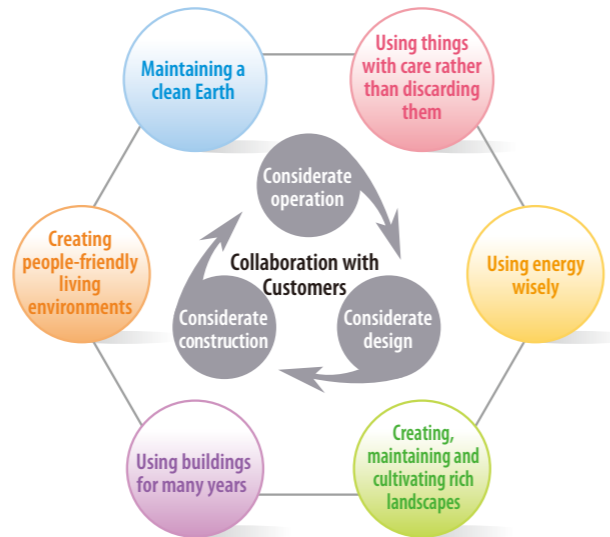 Maintaining a
clean Earth
Using things
with care rather
than discarding
them
Considerate
operation
Creating
people-friendly
living
environments
Collaboration with
Customers
Using energy
wisely
Considerate
construction
Considerate
design
Using buildings
for many years
Creating,
maintaining and
cultivating rich
landscapes